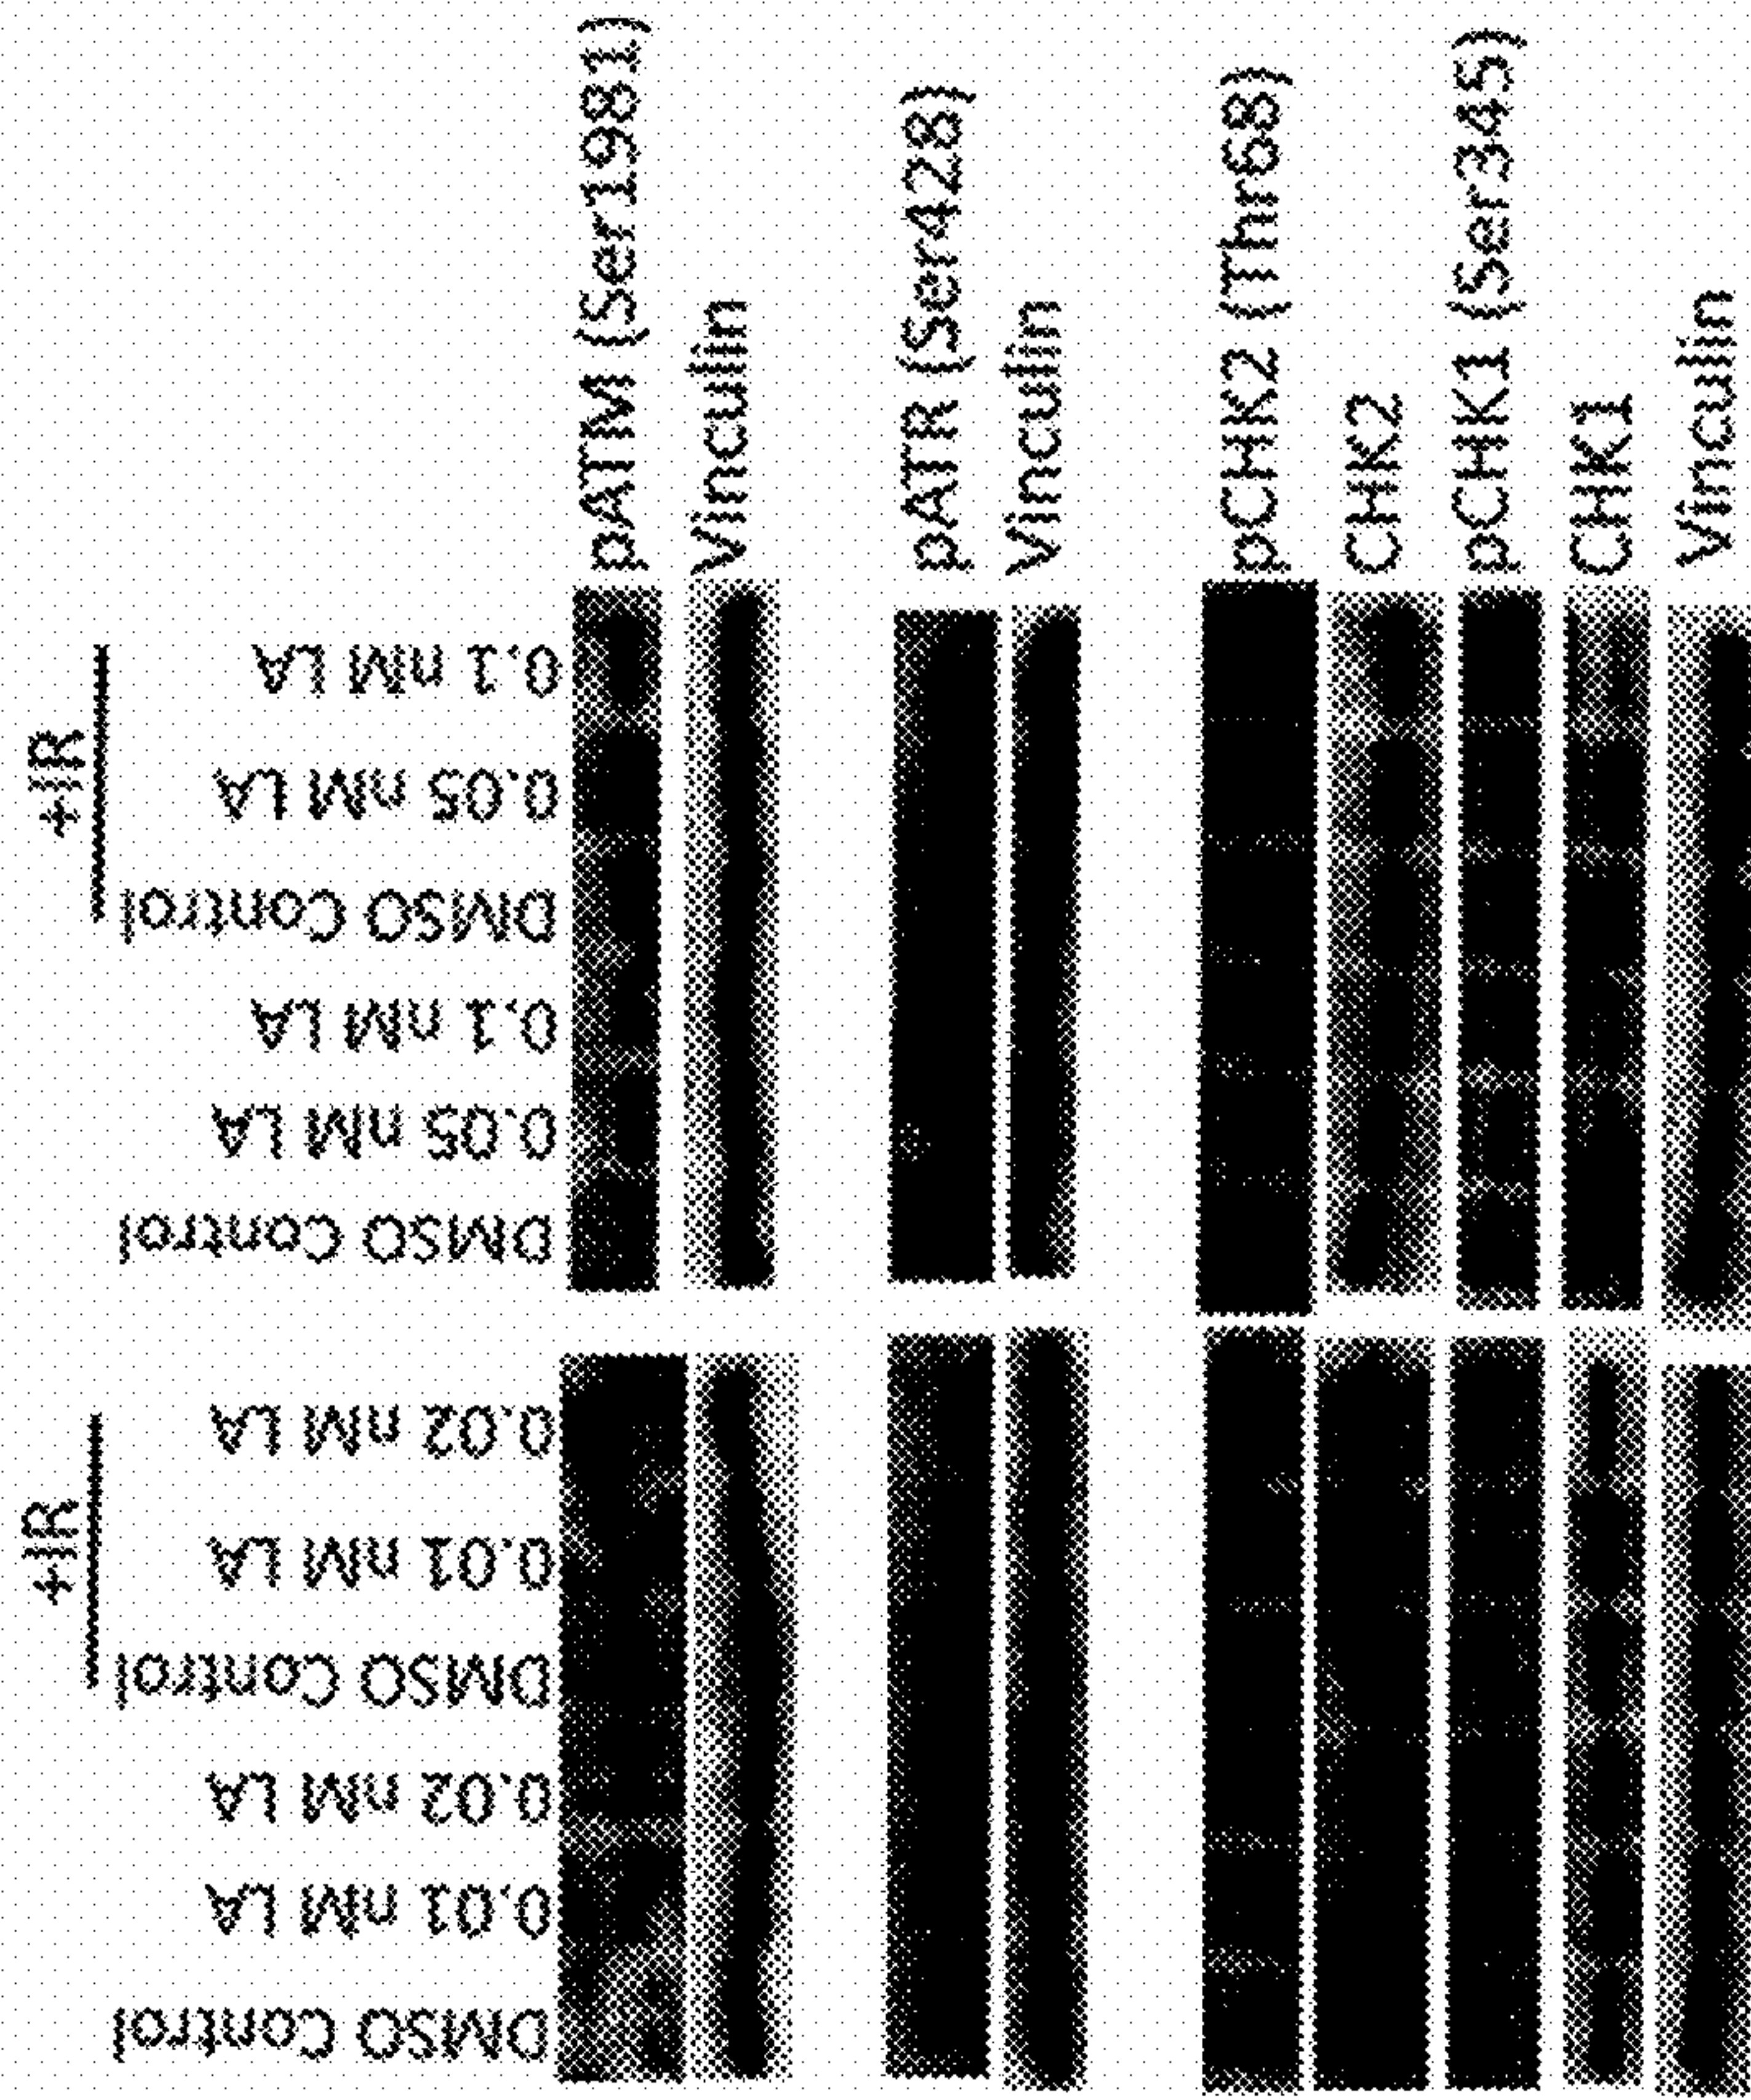 +IR
+IR
DMSO Control
0.01 nM LA
0.02 nM LA
DMSO Control
0.01 nM LA
0.02 nM LA
DMSO Control
0.05 nM LA
0.1 nM LA
DMSO Control
0.05 nM LA
0.1 nM LA
pATM (Ser1981)
Vinculin
pATR (Ser428)
Vinculin
pCHK2 (Thr68)
CHK2
pCHK1 (Ser345)
CHK1
Vinculin